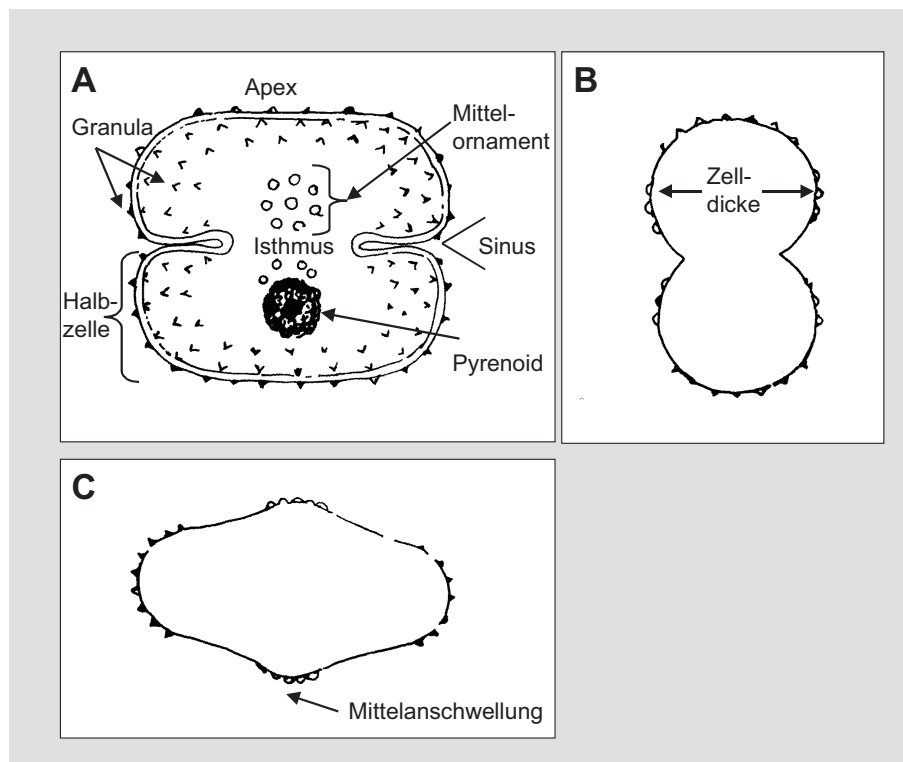 A
Apex
Granula
Mittel-
ornament
Isthmus
Sinus
Halb-
zelle
Pyrenoid
B
Zell-
dicke
C
Mittelanschwellung